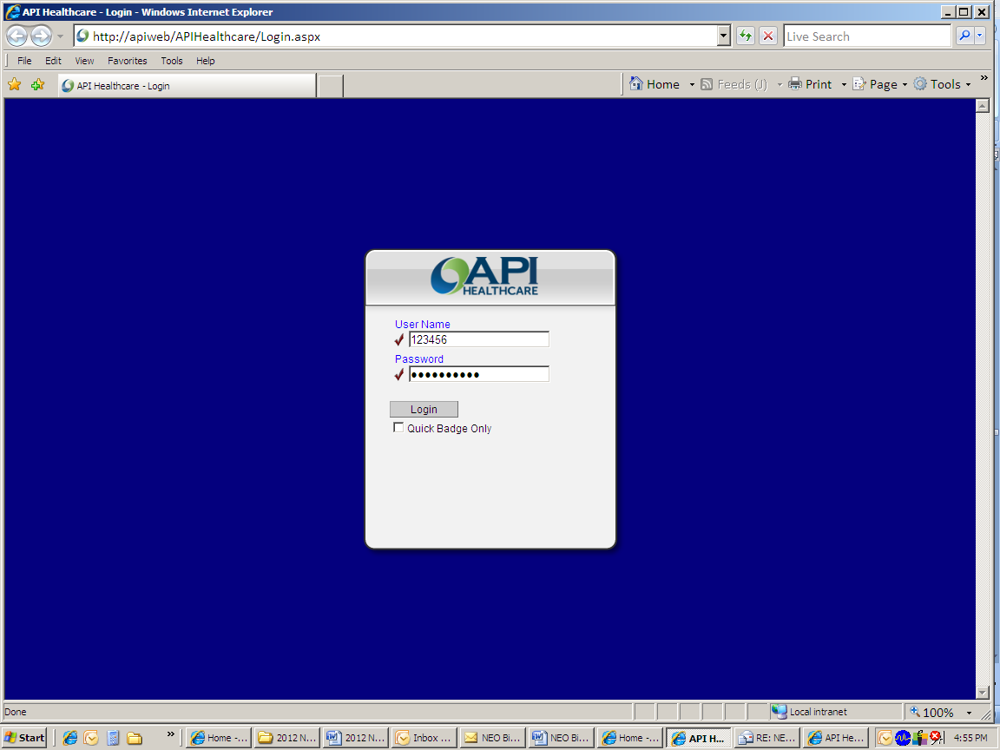 API Healthcare - Login - Windows Internet Explorer
http://apiweb/APIHealthcare/Login.aspx
Live Search
File Edit View Favorites Tools Help
API Healthcare - Login
Home Feeds (J) Print Page Tools »
API
HEALTHCARE
User Name
123456
Password
••••••••••
Login
Quick Badge Only
Done
Local intranet
100%
Start » Home -... 2012 N... 2012 N... Inbox ... NEO Bi... NEO Bi... Home -... API H... RE: NE... API He... 4:55 PM